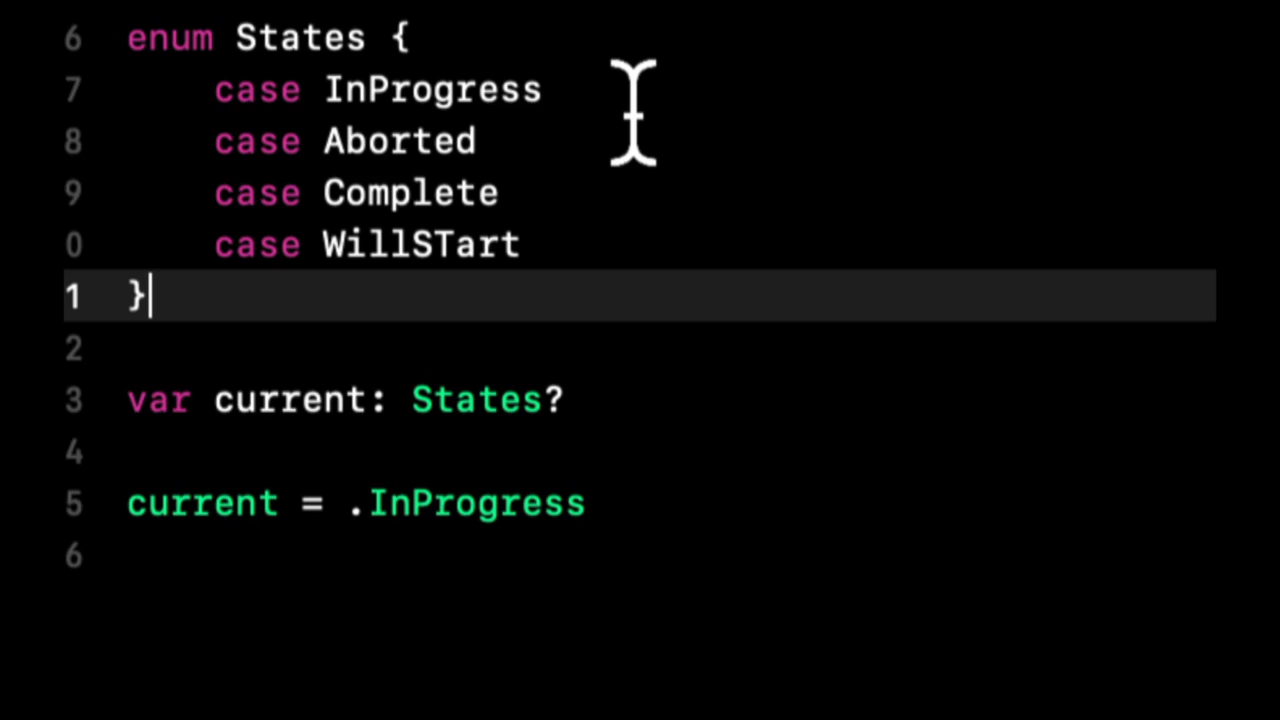 6 enum States {
7     case InProgress
8     case Aborted
9     case Complete
0     case WillSTart
1 }
2
3 var current: States?
4
5 current = .InProgress
6